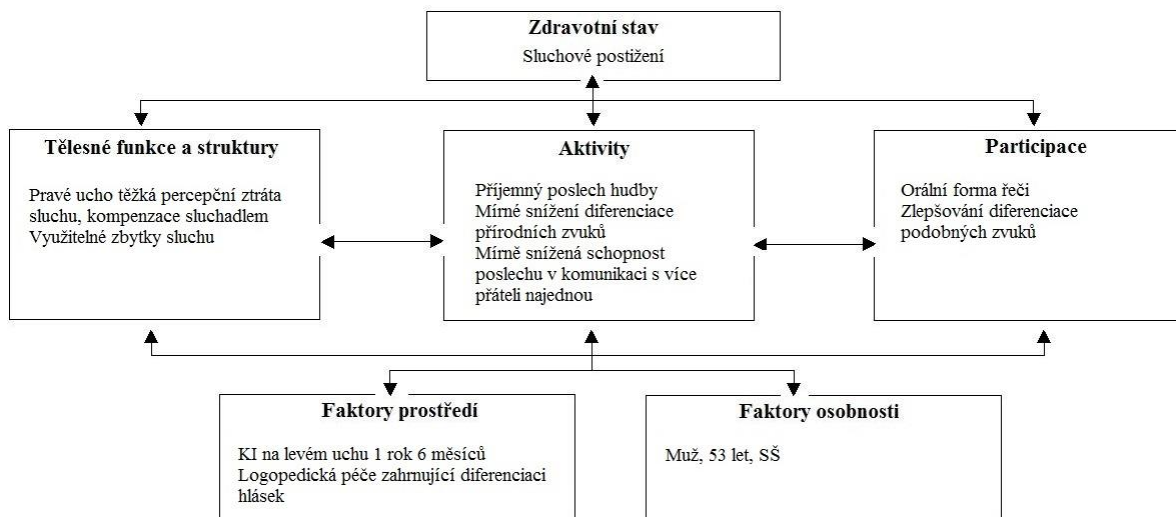 Zdravotní stav
Sluchové postižení
Tělesné funkce a struktury
Pravé ucho těžká percepční ztráta
sluchu, kompenzace sluchadlem
Využitelné zbytky sluchu
Aktivity
Příjemný poslech hudby
Mírné snížení diferenciace
přírodních zvuků
Mírně snížená schopnost
poslechu v komunikaci s více
přáteli najednou
Participace
Orální forma řeči
Zlepšování diferenciace
podobných zvuků
Faktory prostředí
KI na levém uchu 1 rok 6 měsíců
Logopedická péče zahrnující diferenciaci
hlásek
Faktory osobnosti
Muž, 53 let, SŠ